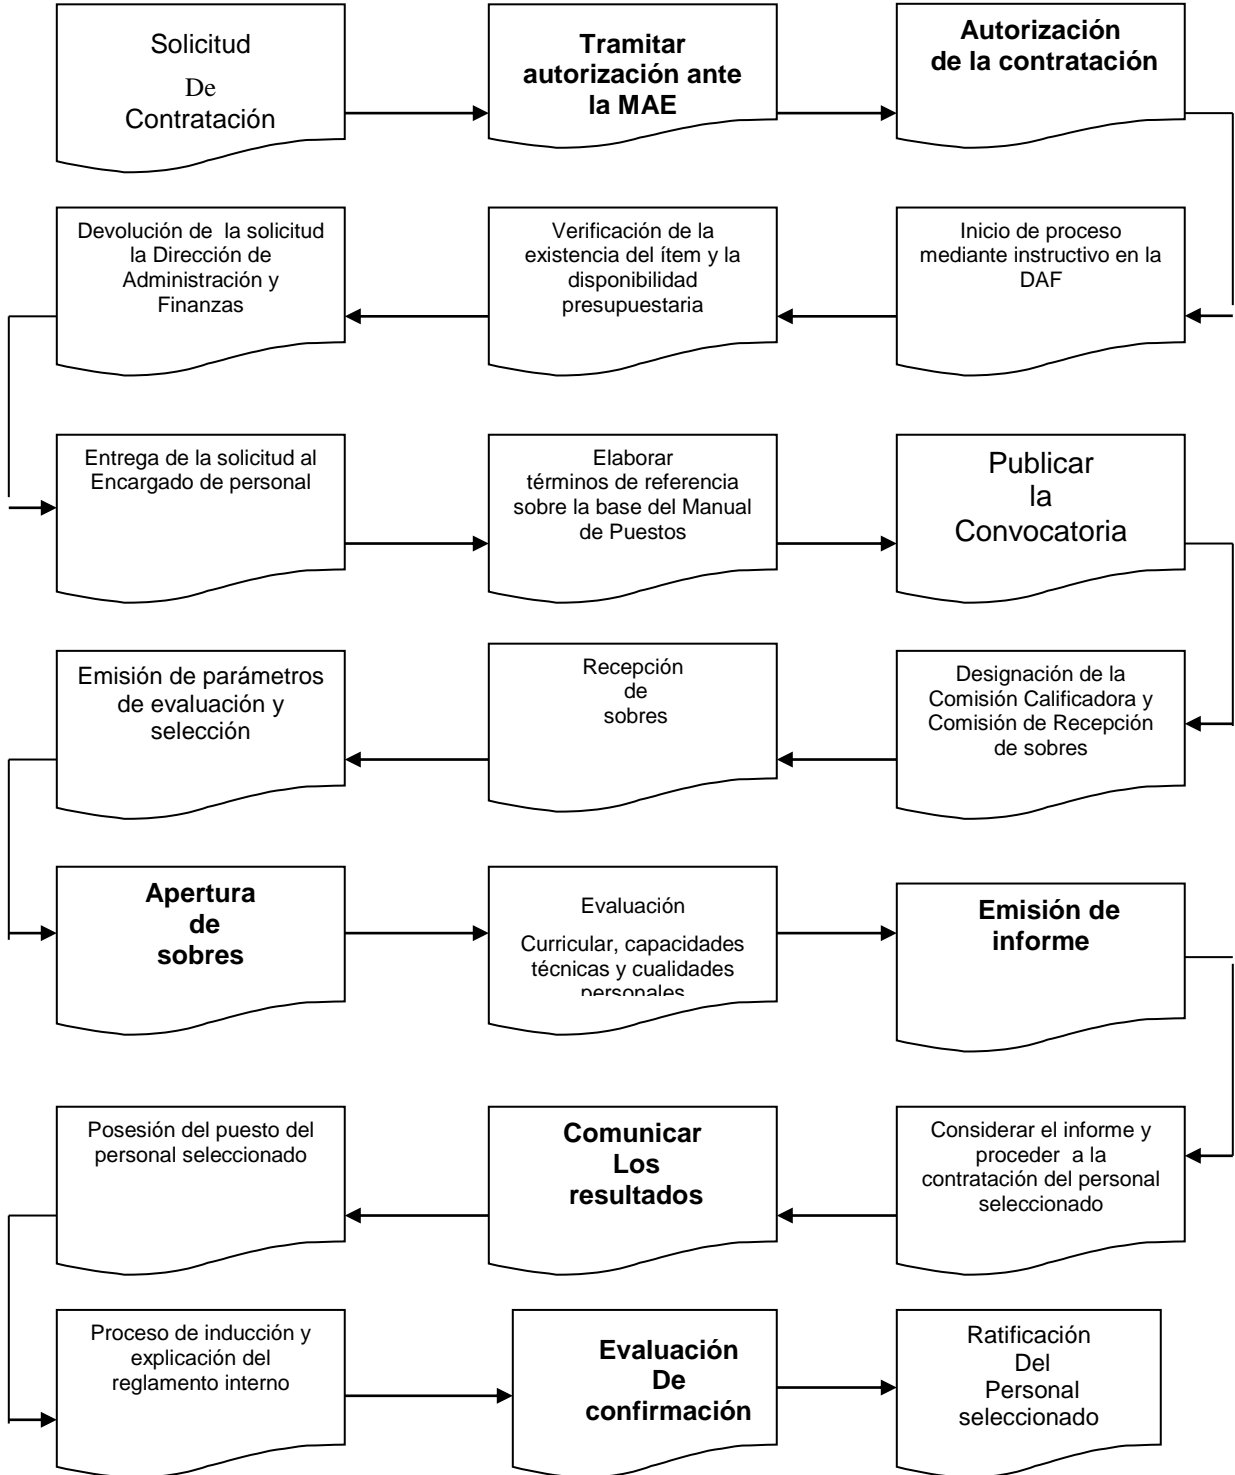 Solicitud
De
Contratación
Tramitar
autorización ante
la MAE
Autorización
de la contratación
Inicio de proceso
mediante instructivo en la
DAF
Verificación de la
existencia del ítem y la
disponibilidad
presupuestaria
Devolución de la solicitud
la Dirección de
Administración y
Finanzas
Entrega de la solicitud al
Encargado de personal
Elaborar
términos de referencia
sobre la base del Manual
de Puestos
Publicar
la
Convocatoria
Designación de la
Comisión Calificadora y
Comisión de Recepción
de sobres
Recepción
de
sobres
Emisión de parámetros
de evaluación y
selección
Apertura
de
sobres
Evaluación
Curricular, capacidades
técnicas y cualidades
personales
Emisión de
informe
Considerar el informe y
proceder a la
contratación del personal
seleccionado
Comunicar
Los
resultados
Posesión del puesto del
personal seleccionado
Proceso de inducción y
explicación del
reglamento interno
Evaluación
De
confirmación
Ratificación
Del
Personal
seleccionado